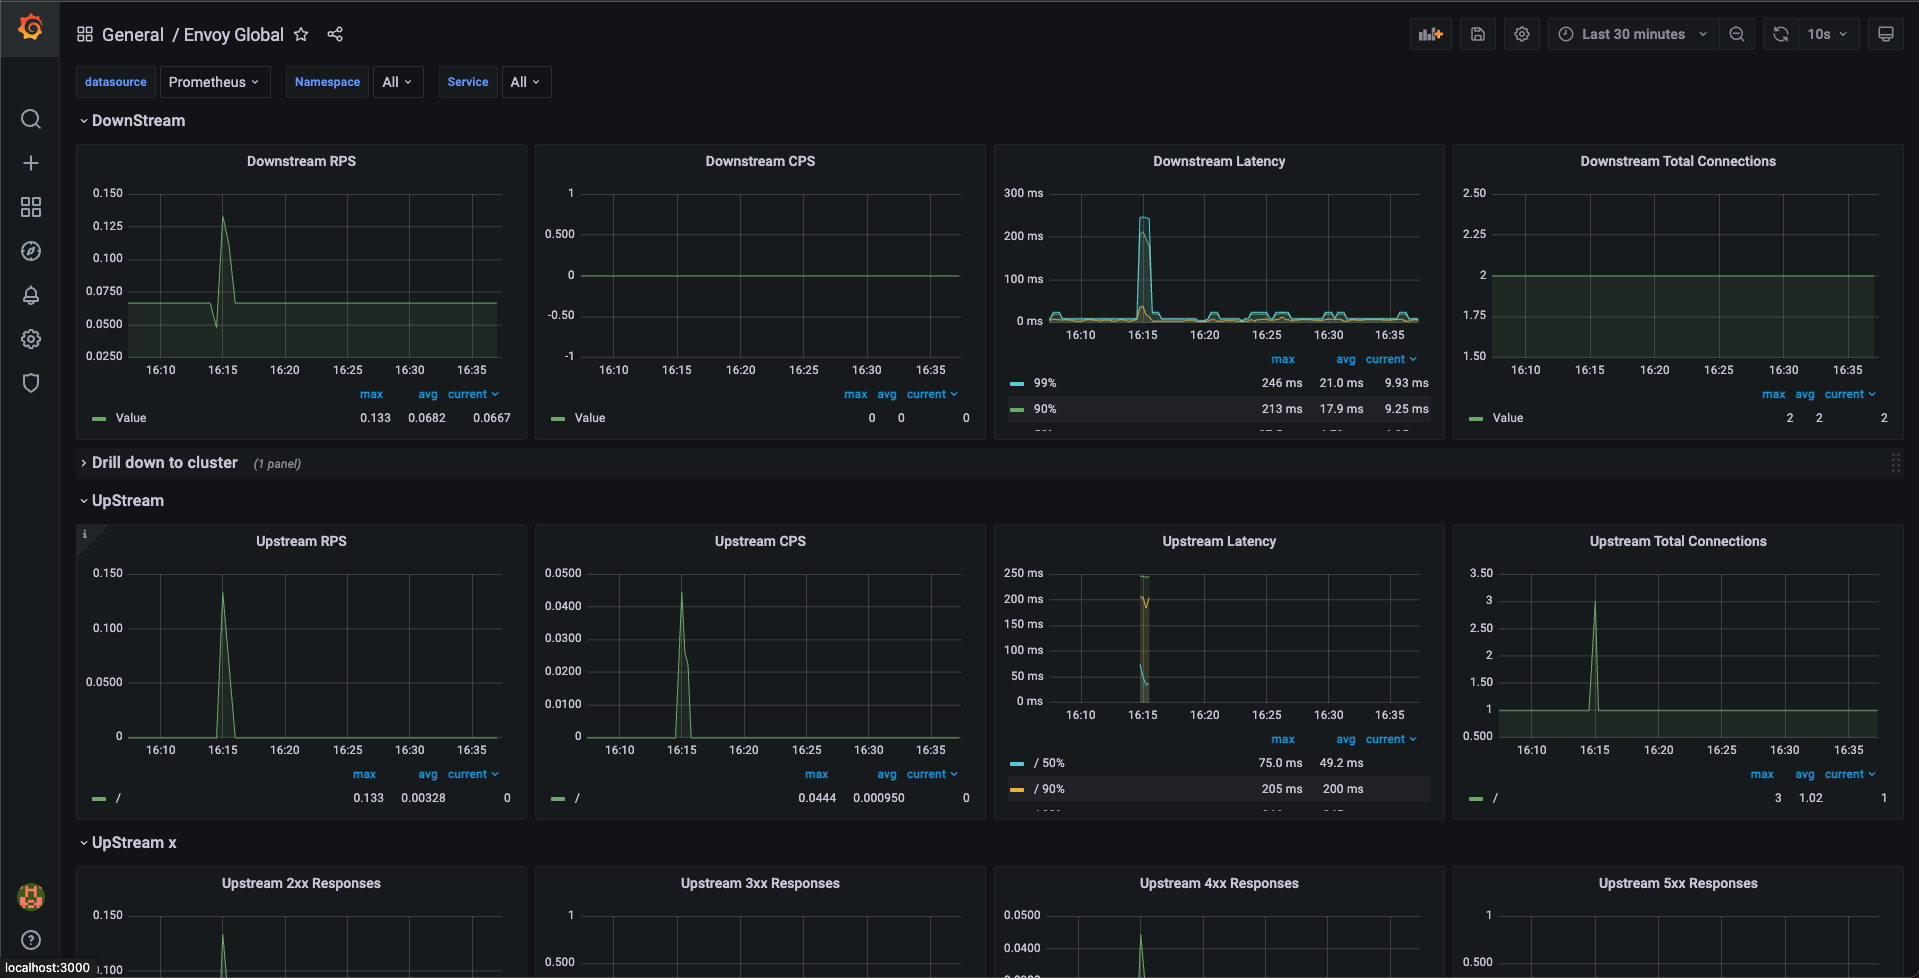 General / Envoy Global
Last 30 minutes
10s
datasource Prometheus Namespace All Service All
DownStream
Downstream RPS
0.150
0.125
0.100
0.0750
0.0500
0.0250
16:10 16:15 16:20 16:25 16:30 16:35
max avg current
Value 0.133 0.0682 0.0667
Downstream CPS
1
0.500
0
-0.50
-1
16:10 16:15 16:20 16:25 16:30 16:35
max avg current
Value 0 0 0
Downstream Latency
300 ms
200 ms
100 ms
0 ms
16:10 16:15 16:20 16:25 16:30 16:35
max avg current
99% 246 ms 21.0 ms 9.93 ms
90% 213 ms 17.9 ms 9.25 ms
Downstream Total Connections
2.50
2.25
2
1.75
1.50
16:10 16:15 16:20 16:25 16:30 16:35
max avg current
Value 2 2 2
Drill down to cluster (1 panel)
UpStream
i
Upstream RPS
0.150
0.100
0.0500
0
16:10 16:15 16:20 16:25 16:30 16:35
max avg current
/ 0.133 0.00328 0
Upstream CPS
0.0500
0.0400
0.0300
0.0200
0.0100
0
16:10 16:15 16:20 16:25 16:30 16:35
max avg current
/ 0.0444 0.000950 0
Upstream Latency
250 ms
200 ms
150 ms
100 ms
50 ms
0 ms
16:10 16:15 16:20 16:25 16:30 16:35
max avg current
/ 50% 75.0 ms 49.2 ms
/ 90% 205 ms 200 ms
Upstream Total Connections
3.50
3
2.50
2
1.50
1
0.500
16:10 16:15 16:20 16:25 16:30 16:35
max avg current
/ 3 1.02 1
UpStream x
Upstream 2xx Responses
0.150
0.100
Upstream 3xx Responses
1
0.500
Upstream 4xx Responses
0.0500
0.0400
Upstream 5xx Responses
1
0.500
localhost:3000